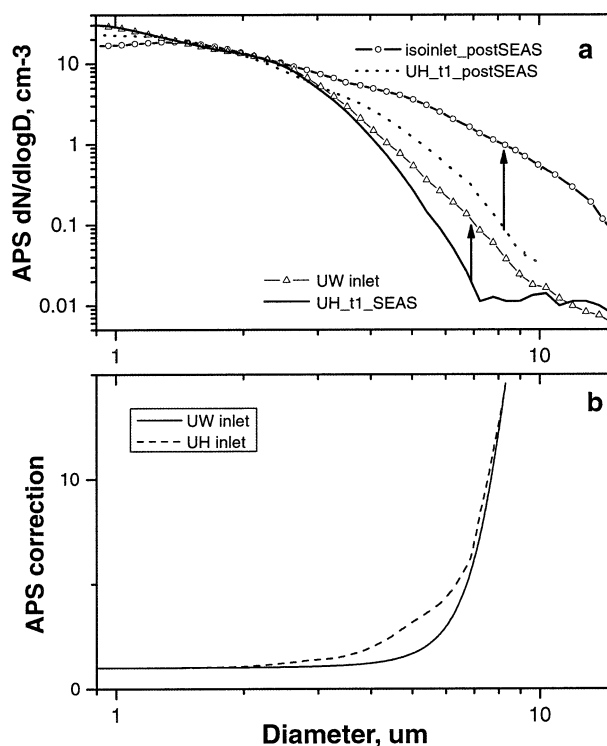 a
isoinlet_postSEAS
UH_t1_postSEAS
10
1
0.1
0.01
APS dN/dlogD, cm-3
UW inlet
UH_t1_SEAS
1
10
b
UW inlet
UH inlet
10
0
APS correction
1
10
Diameter, um